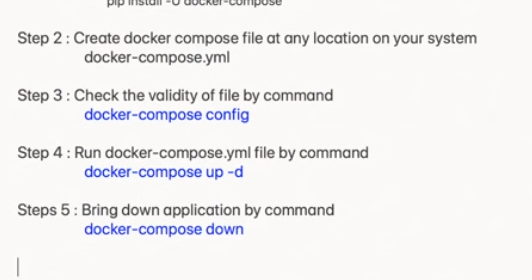 pip install -U docker-compose
Step 2 : Create docker compose file at any location on your system
docker-compose.yml
Step 3 : Check the validity of file by command
docker-compose config
Step 4 : Run docker-compose.yml file by command
docker-compose up -d
Steps 5 : Bring down application by command
docker-compose down